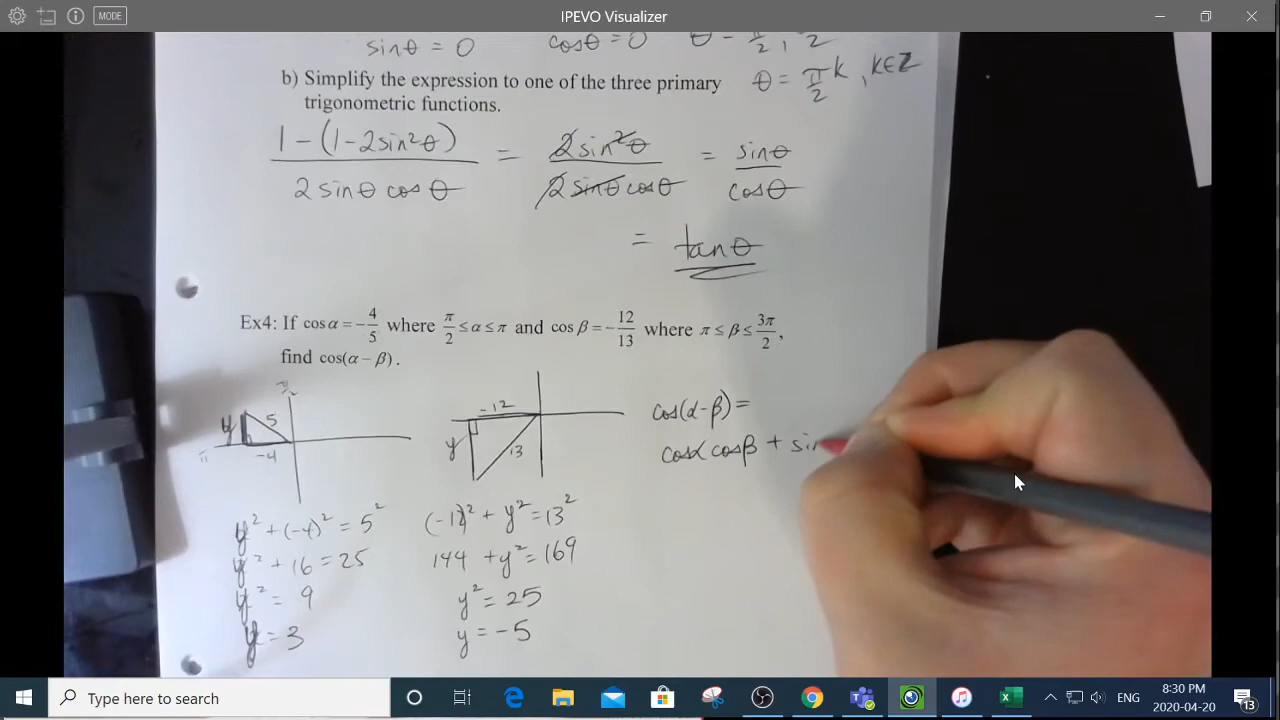 IPEVO Visualizer
MODE
sinθ = 0 cosθ = 0
b) Simplify the expression to one of the three primary
trigonometric functions.
θ = π/2 k , k∈Z
1 − (1−2sin²θ) / 2 sinθ cos θ = 2sin²θ / 2 sinθ cosθ = sinθ / cosθ
= tanθ
Ex4: If cos α = −4/5 where π/2 ≤ α ≤ π and cos β = −12/13 where π ≤ β ≤ 3π/2,
find cos(α − β).
π/2
y 5
π −4
−12
y 13
cos(α−β) =
cosα cosβ + sin
y² + (−4)² = 5²
y² + 16 = 25
y² = 9
y = 3
(−12)² + y² = 13²
144 + y² = 169
y² = 25
y = −5
Type here to search
ENG
8:30 PM
2020-04-20
13